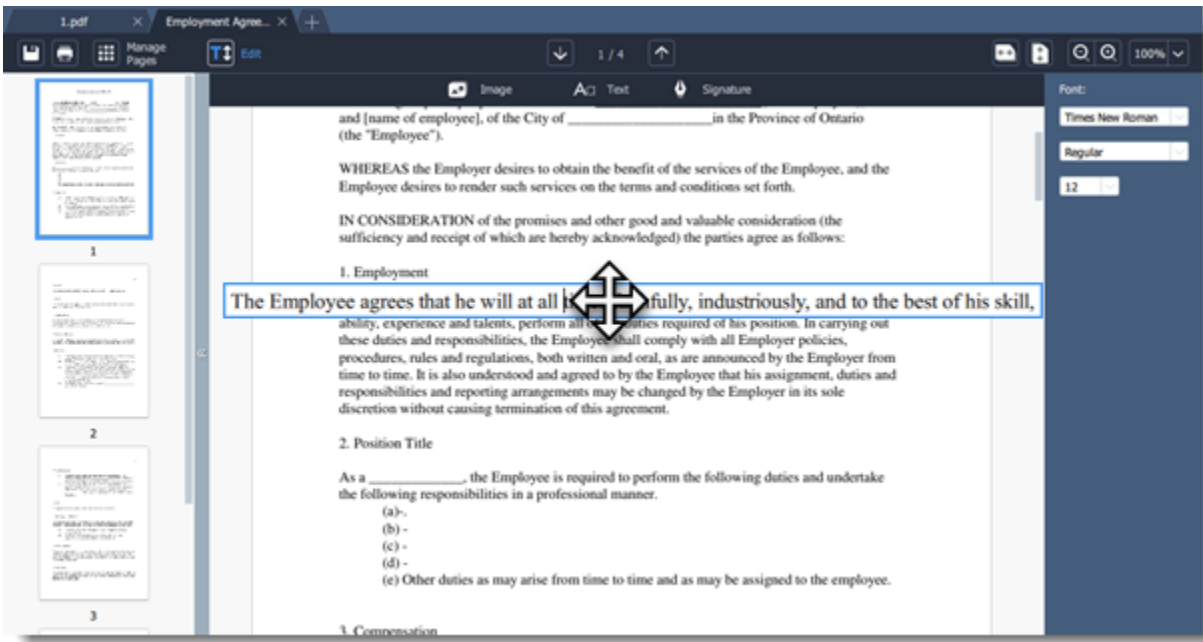 1.pdf
Employment Agree...
Manage
Pages
Edit
1 / 4
100%
Image
Text
Signature
Font:
Times New Roman
Regular
12
and [name of employee], of the City of ____________________in the Province of Ontario
(the "Employee").
WHEREAS the Employer desires to obtain the benefit of the services of the Employee, and the
Employee desires to render such services on the terms and conditions set forth.
IN CONSIDERATION of the promises and other good and valuable consideration (the
sufficiency and receipt of which are hereby acknowledged) the parties agree as follows:
1. Employment
The Employee agrees that he will at all fully, industriously, and to the best of his skill,
ability, experience and talents, perform all duties required of his position. In carrying out
these duties and responsibilities, the Employee shall comply with all Employer policies,
procedures, rules and regulations, both written and oral, as are announced by the Employer from
time to time. It is also understood and agreed to by the Employee that his assignment, duties and
responsibilities and reporting arrangements may be changed by the Employer in its sole
discretion without causing termination of this agreement.
2. Position Title
As a _____________, the Employee is required to perform the following duties and undertake
the following responsibilities in a professional manner.
(a)-.
(b) -
(c) -
(d) -
(e) Other duties as may arise from time to time and as may be assigned to the employee.
3. Compensation
1
2
3